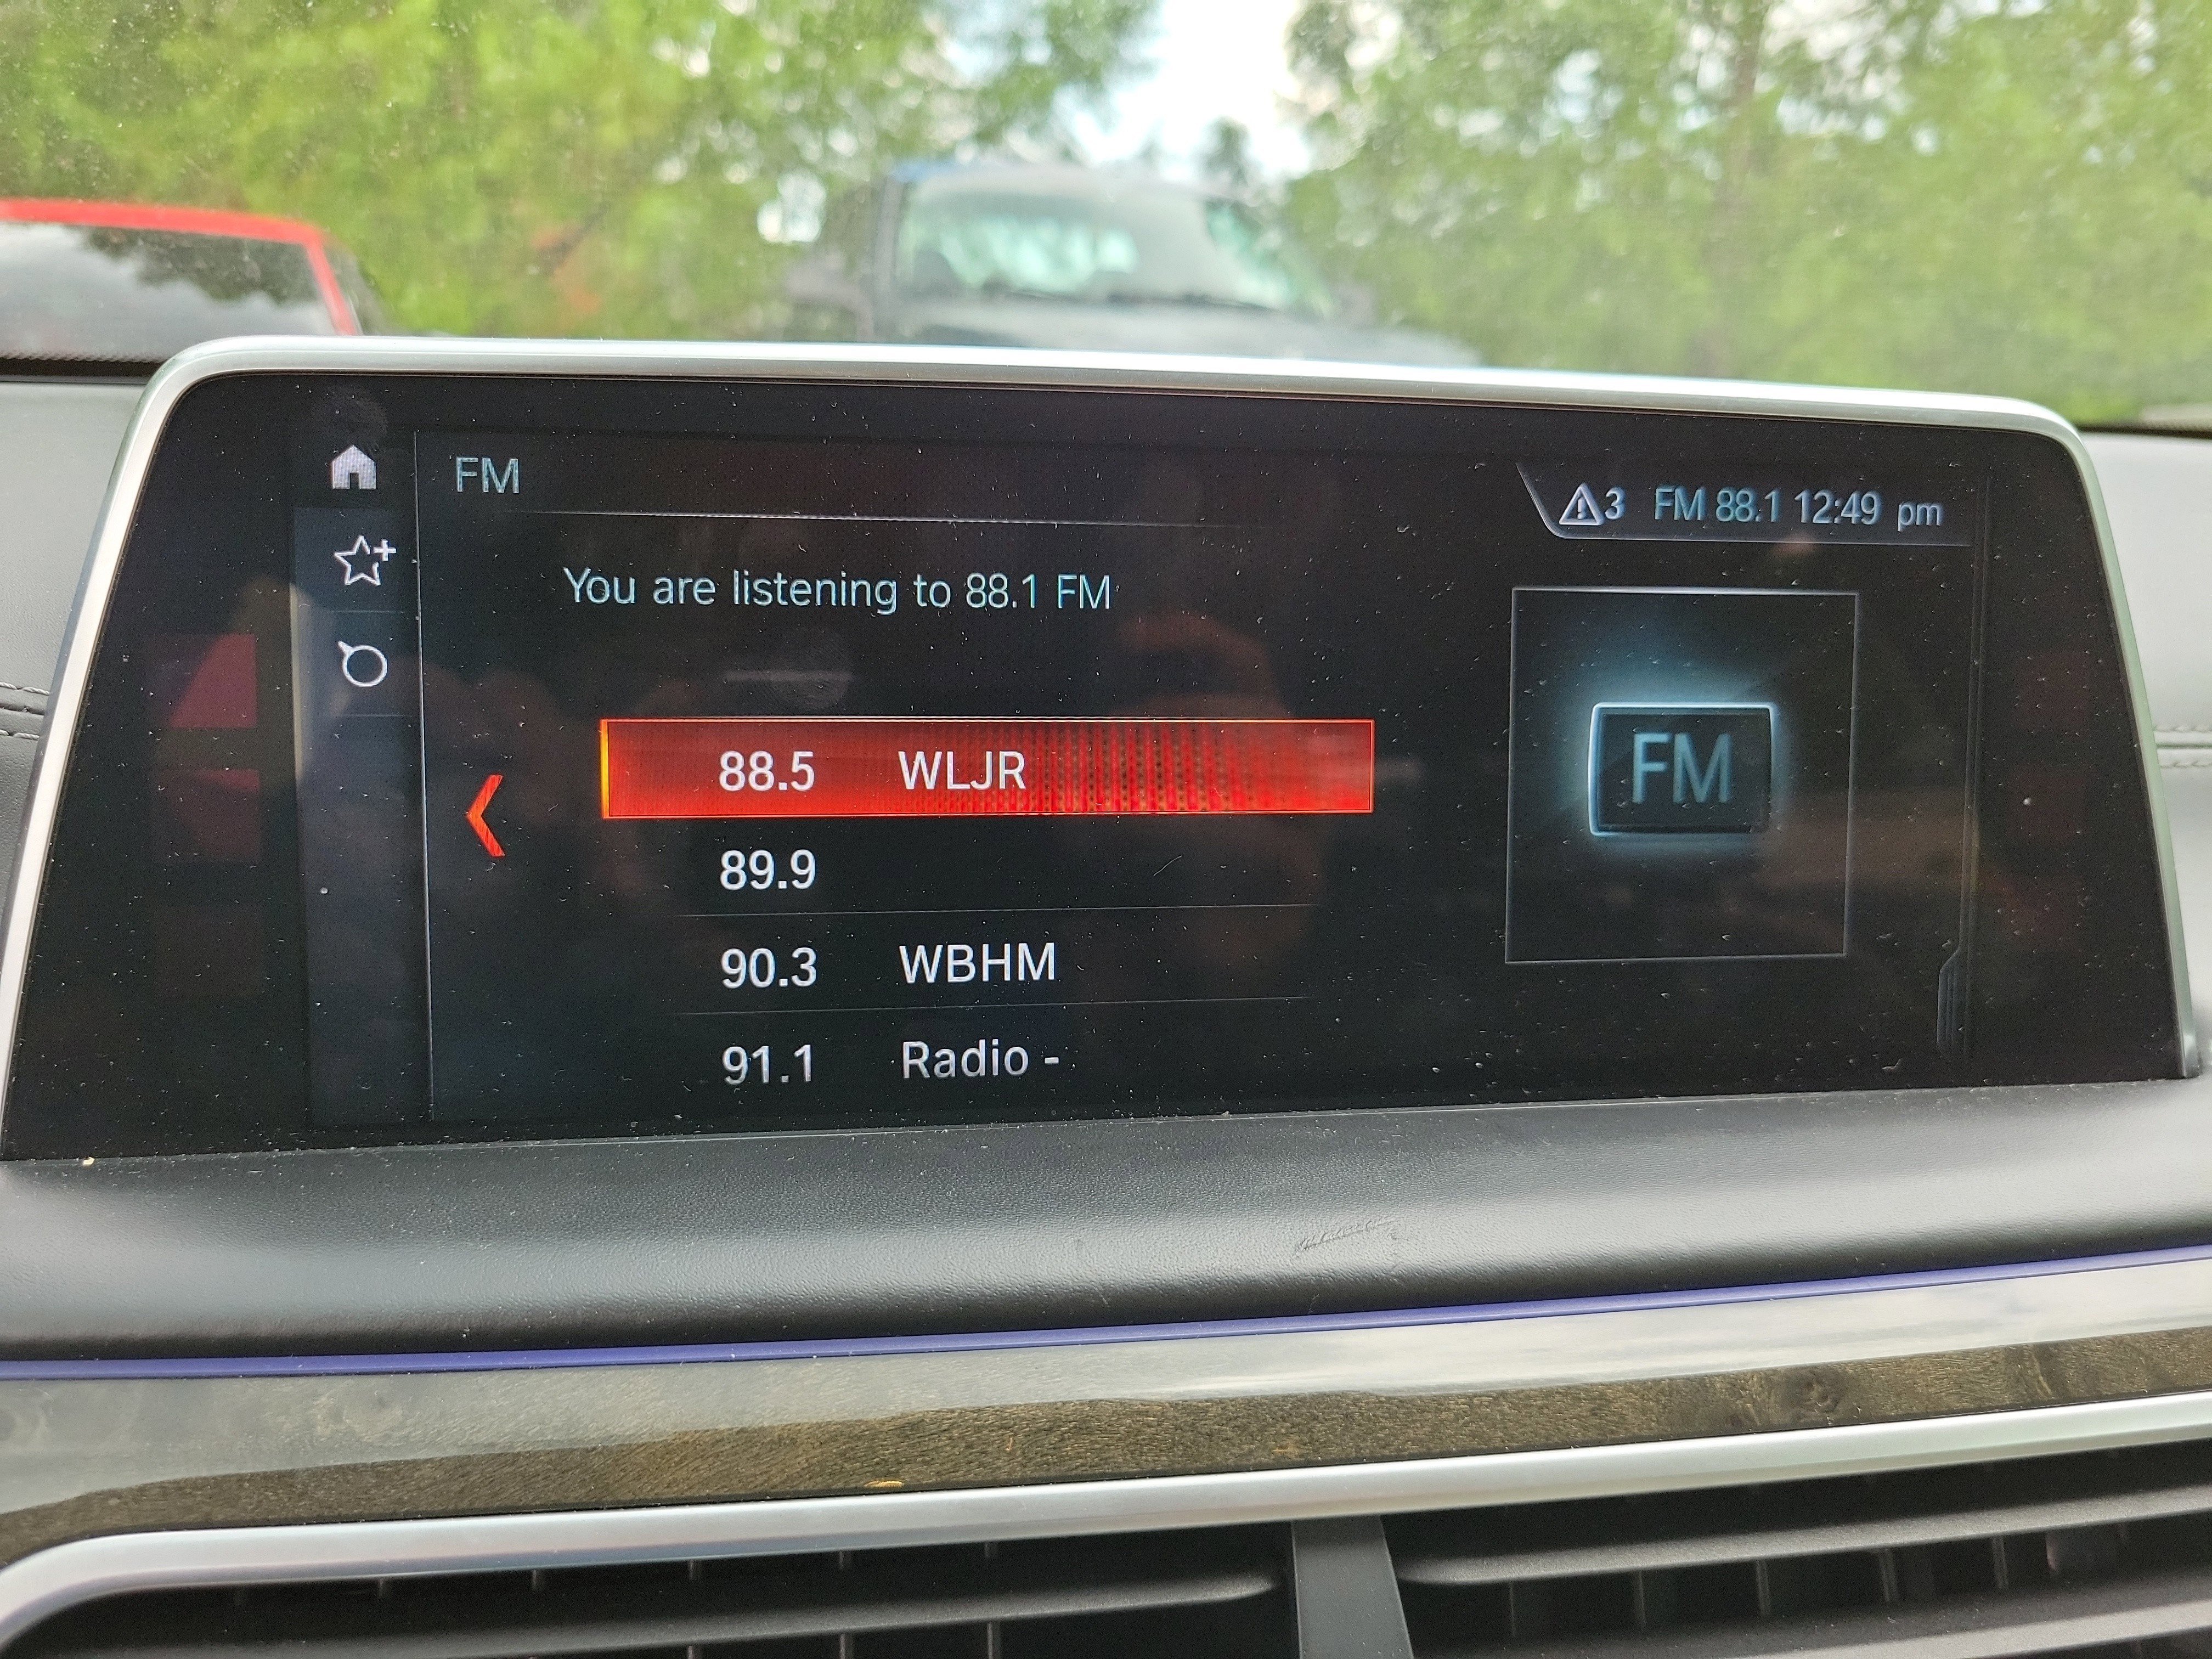 FM
3 FM 88.1 12:49 pm
You are listening to 88.1 FM
88.5 WLJR
FM
89.9
90.3 WBHM
91.1 Radio -